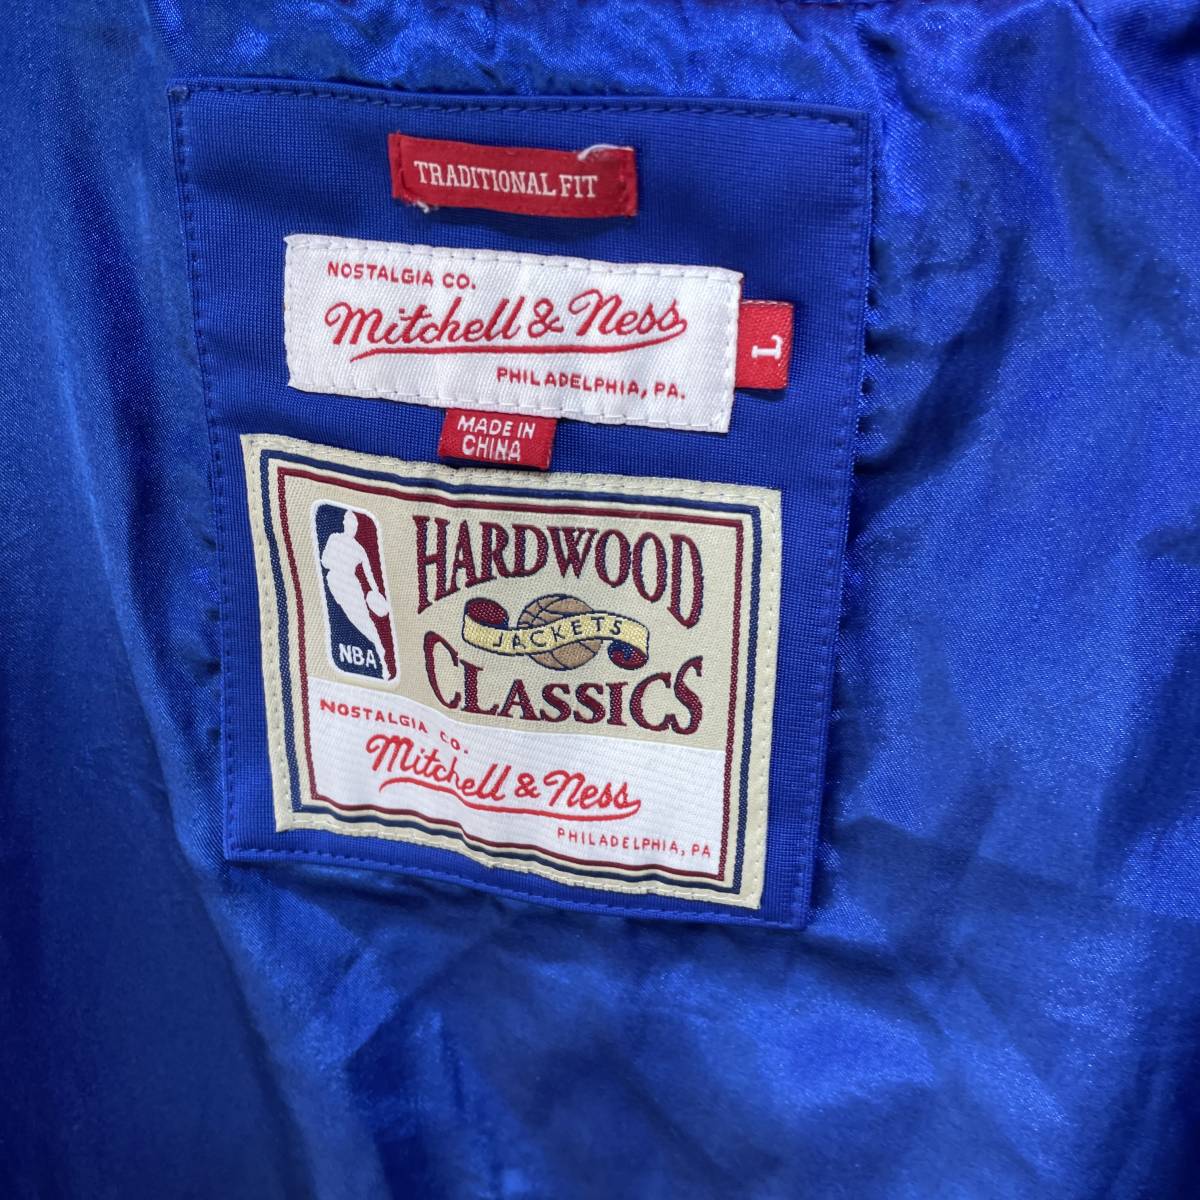 TRADITIONAL FIT
NOSTALGIA CO.
Mitchell & Ness
PHILADELPHIA, PA.
L
MADE IN
CHINA
NBA
HARDWOOD
JACKETS
CLASSICS
NOSTALGIA CO.
Mitchell & Ness
PHILADELPHIA, PA